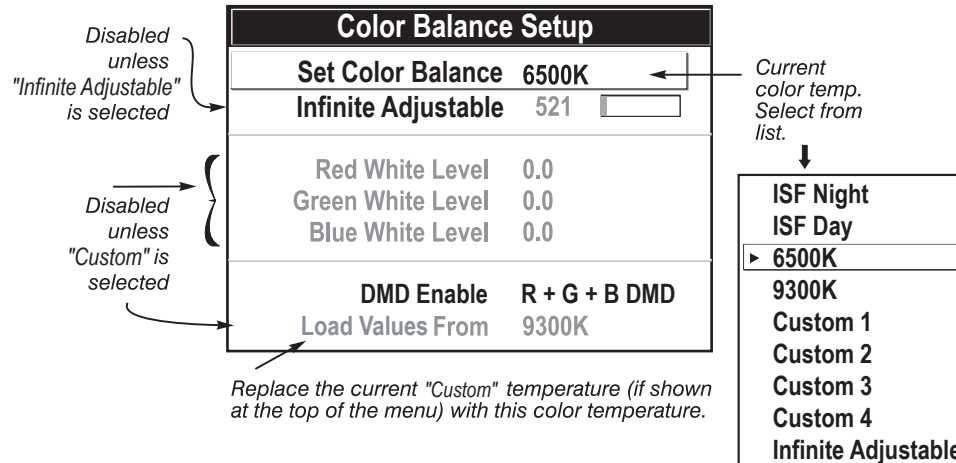 Color Balance Setup
Disabled
unless
"Infinite Adjustable"
is selected
Set Color Balance 6500K
Infinite Adjustable 521
Current
color temp.
Select from
list.
Red White Level 0.0
Green White Level 0.0
Blue White Level 0.0
Disabled
unless
"Custom" is
selected
DMD Enable R + G + B DMD
Load Values From 9300K
Replace the current "Custom" temperature (if shown
at the top of the menu) with this color temperature.
ISF Night
ISF Day
6500K
9300K
Custom 1
Custom 2
Custom 3
Custom 4
Infinite Adjustable